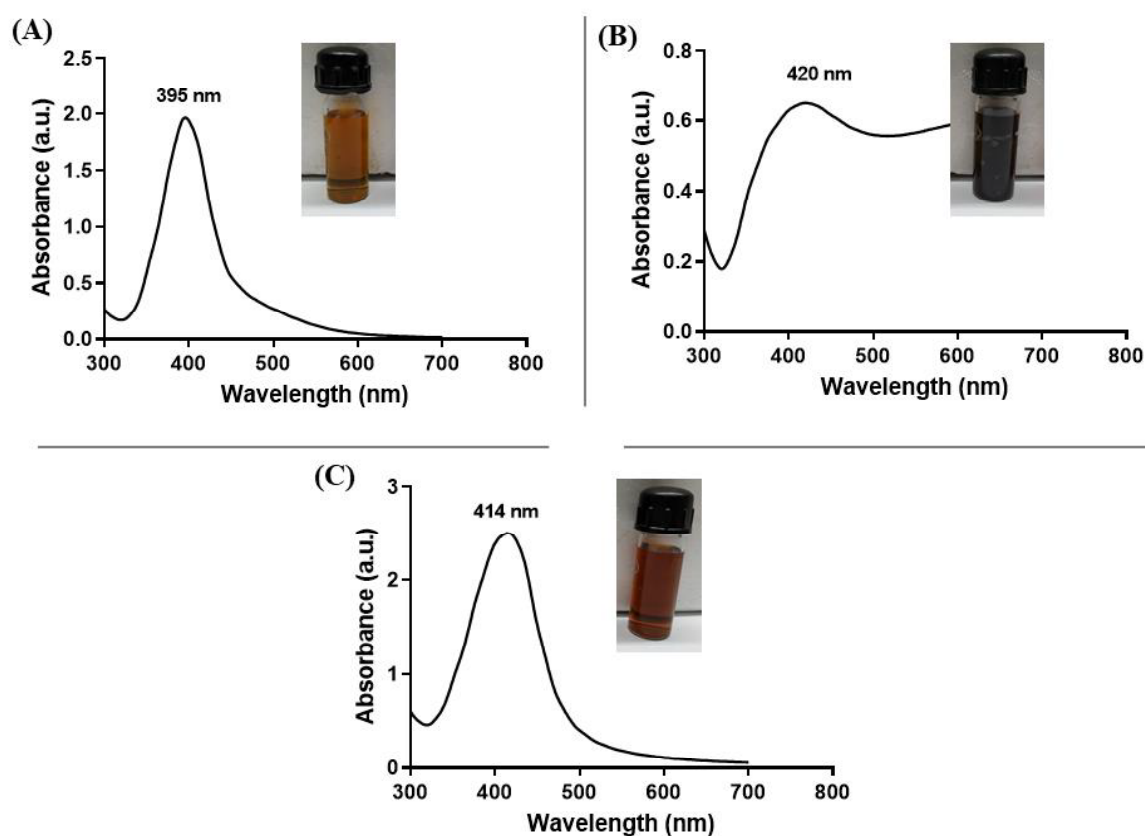 (A)
395 nm
2.5
2.0
1.5
1.0
0.5
0.0
Absorbance (a.u.)
300 400 500 600 700 800
Wavelength (nm)
(B)
420 nm
0.8
0.6
0.4
0.2
0.0
Absorbance (a.u.)
300 400 500 600 700 800
Wavelength (nm)
(C)
414 nm
3
2
1
0
Absorbance (a.u.)
300 400 500 600 700 800
Wavelength (nm)